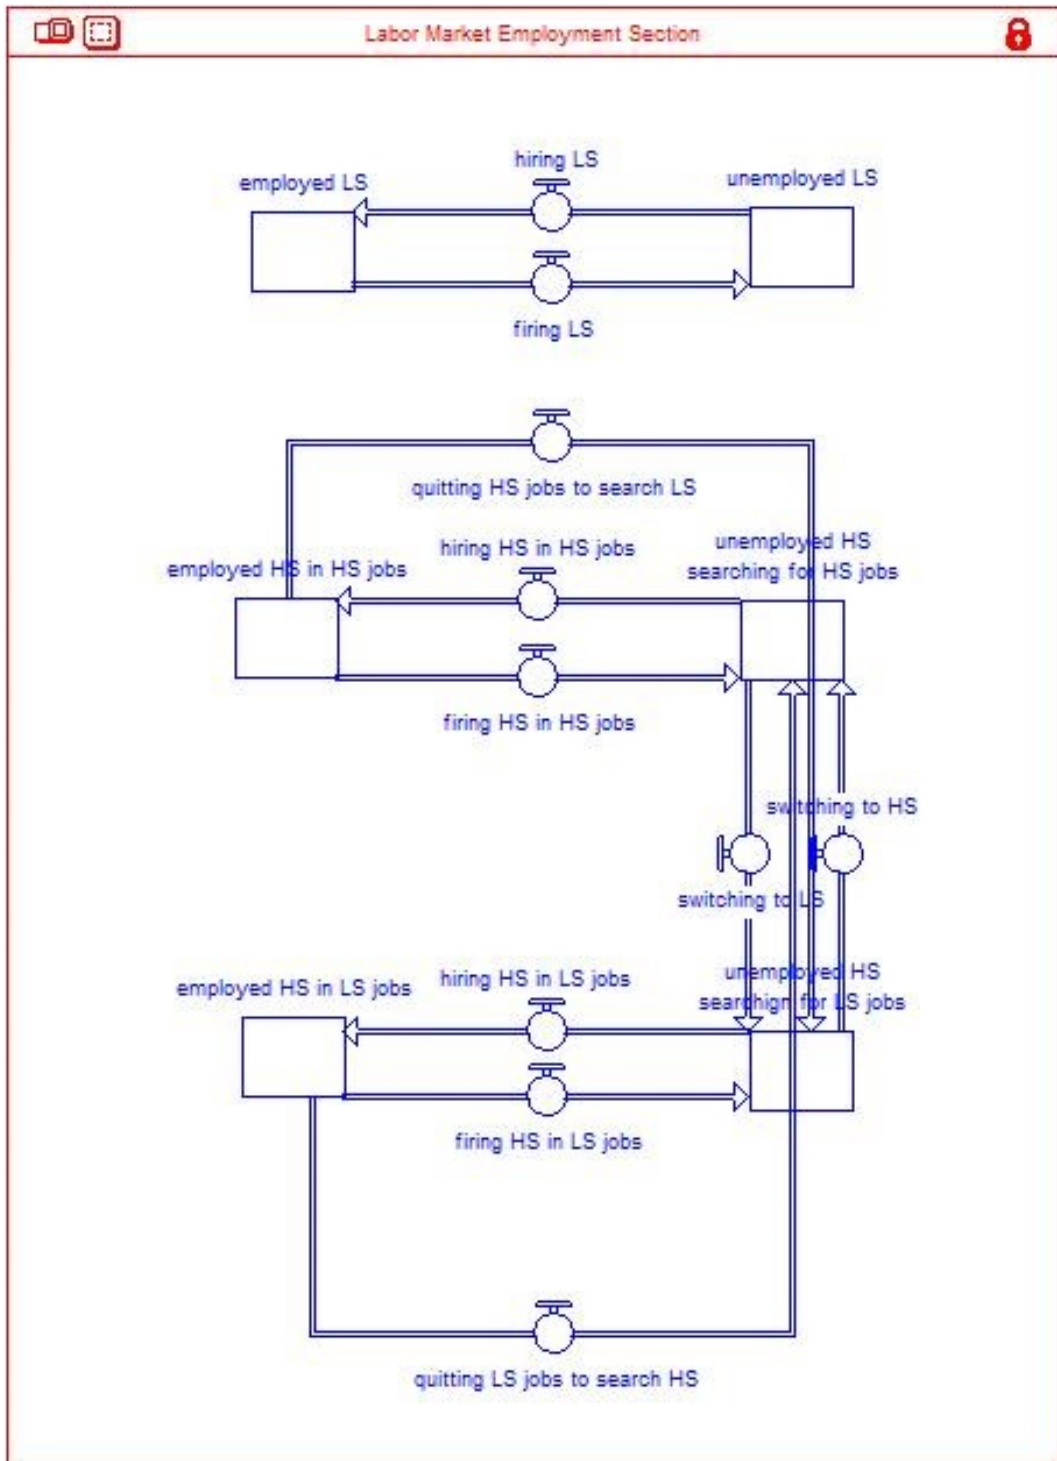 Labor Market Employment Section
hiring LS
employed LS
unemployed LS
firing LS
quitting HS jobs to search LS
hiring HS in HS jobs
unemployed HS
searching for HS jobs
employed HS in HS jobs
firing HS in HS jobs
switching to HS
switching to LS
hiring HS in LS jobs
unemployed HS
searchign for LS jobs
employed HS in LS jobs
firing HS in LS jobs
quitting LS jobs to search HS